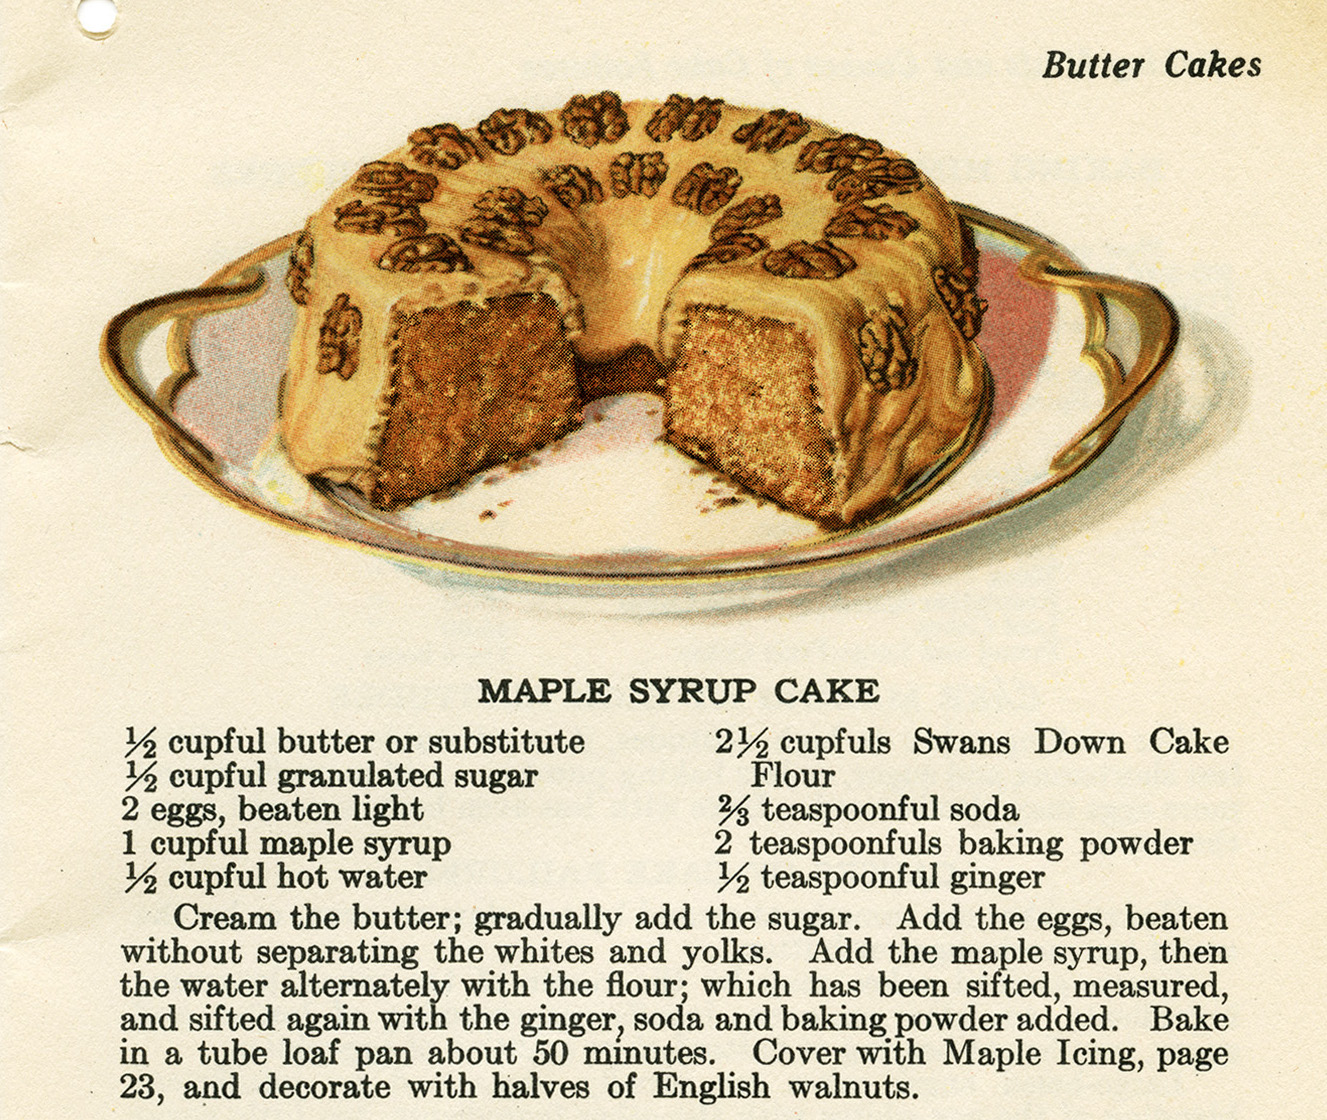 Butter Cakes
MAPLE SYRUP CAKE
½ cupful butter or substitute
½ cupful granulated sugar
2 eggs, beaten light
1 cupful maple syrup
½ cupful hot water
2½ cupfuls Swans Down Cake
Flour
⅔ teaspoonful soda
2 teaspoonfuls baking powder
½ teaspoonful ginger
Cream the butter; gradually add the sugar. Add the eggs, beaten
without separating the whites and yolks. Add the maple syrup, then
the water alternately with the flour; which has been sifted, measured,
and sifted again with the ginger, soda and baking powder added. Bake
in a tube loaf pan about 50 minutes. Cover with Maple Icing, page
23, and decorate with halves of English walnuts.